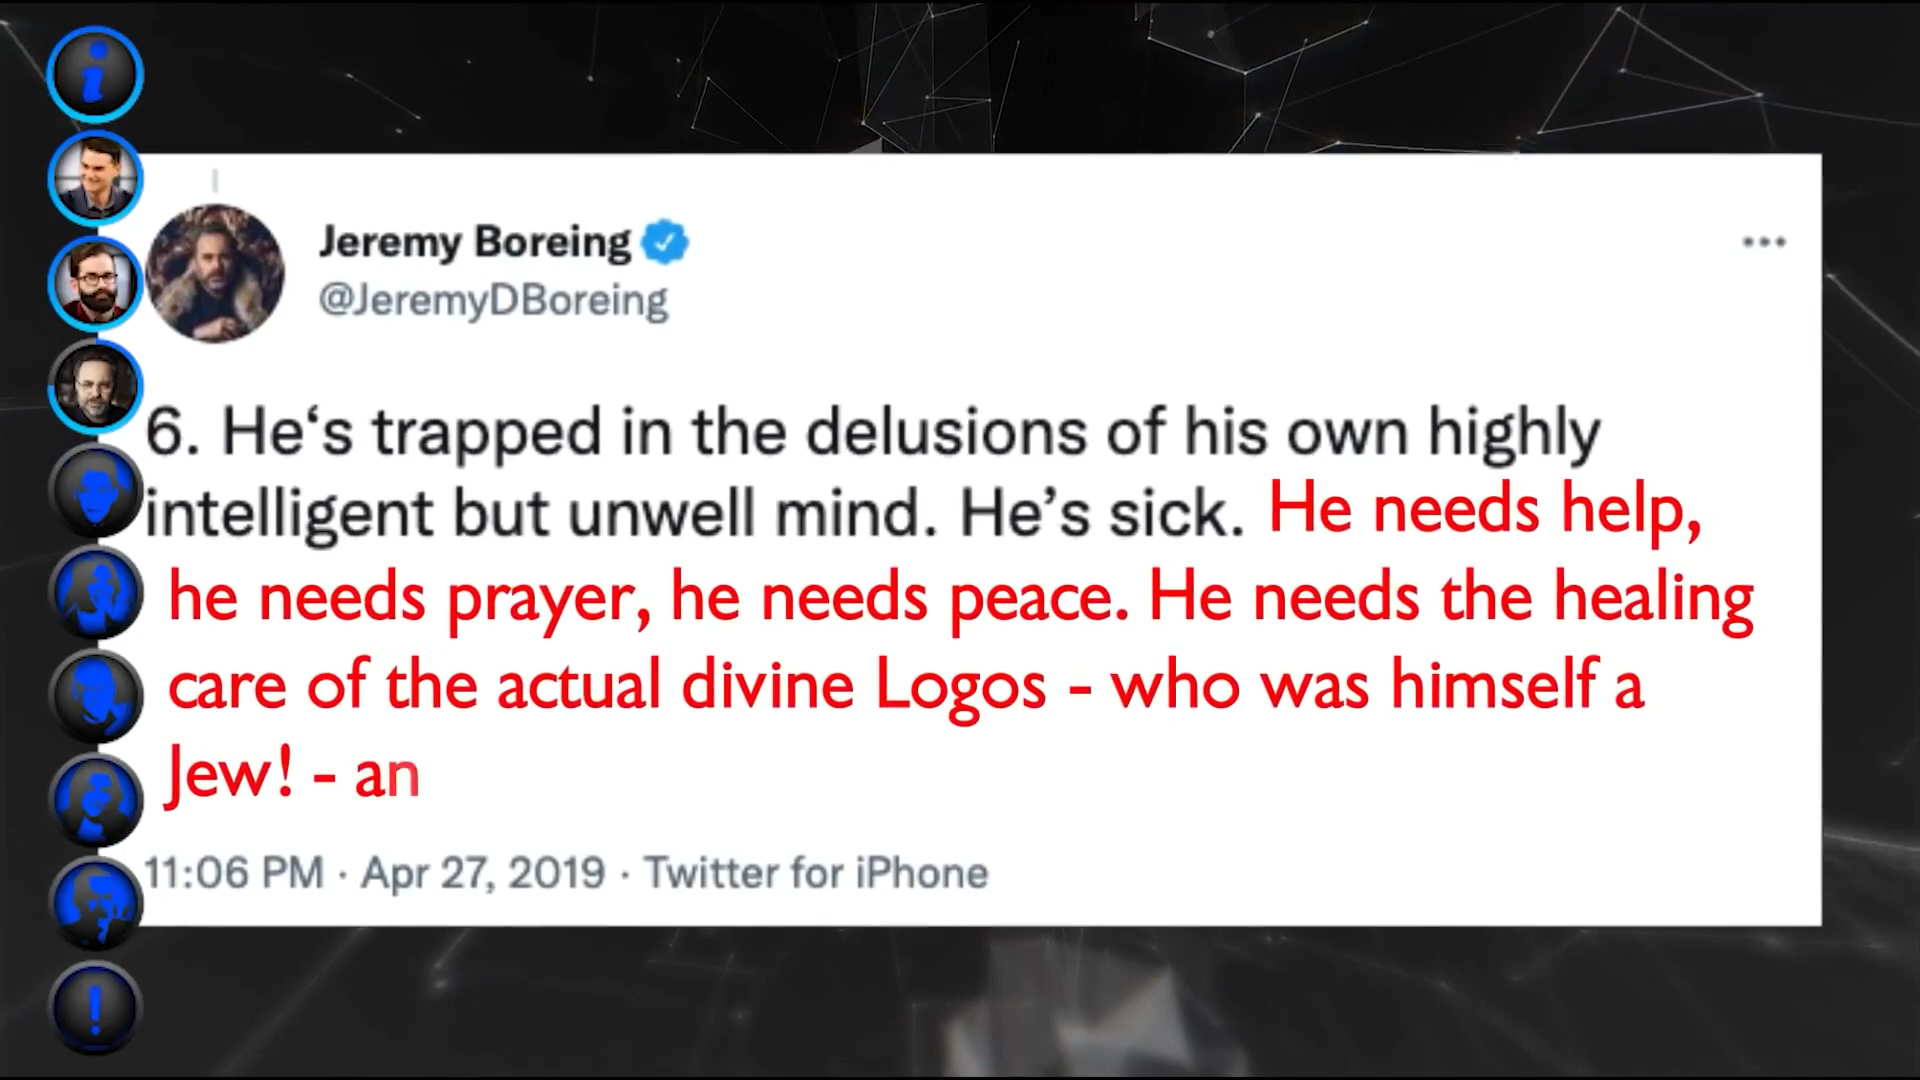 Jeremy Boreing
@JeremyDBoreing
6. He‘s trapped in the delusions of his own highly
intelligent but unwell mind. He’s sick. He needs help,
he needs prayer, he needs peace. He needs the healing
care of the actual divine Logos - who was himself a
Jew! - an
11:06 PM · Apr 27, 2019 · Twitter for iPhone